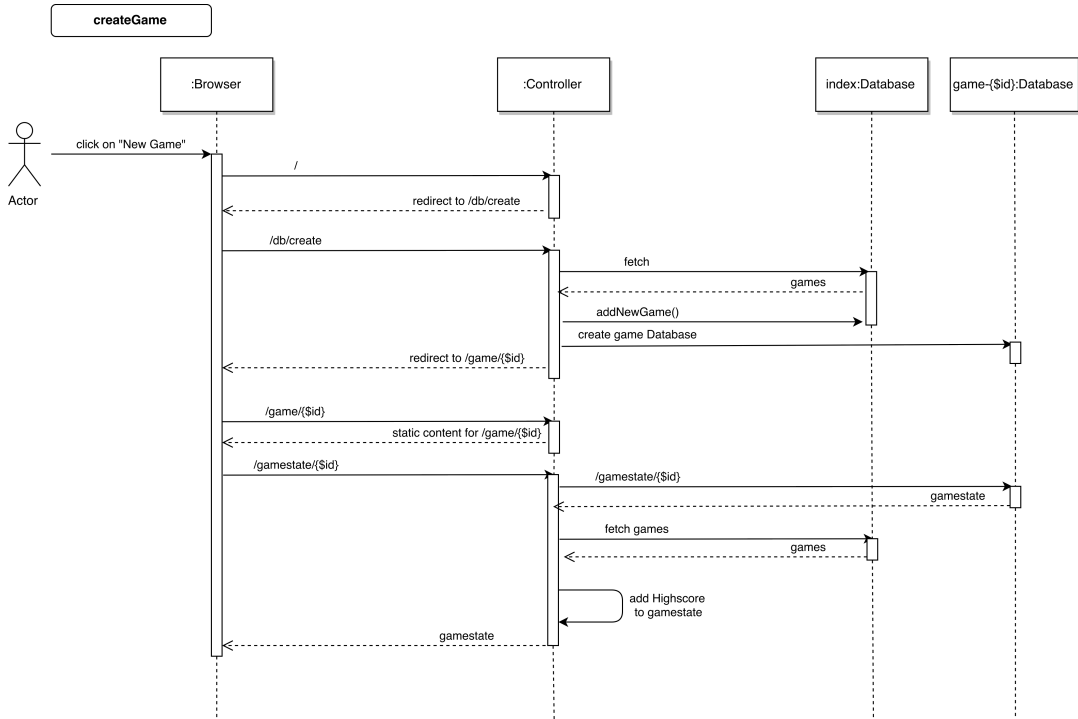 createGame
:Browser
:Controller
index:Database
game-{$id}:Database
click on "New Game"
Actor
/
redirect to /db/create
/db/create
fetch
games
addNewGame()
create game Database
redirect to /game/{$id}
/game/{$id}
static content for /game/{$id}
/gamestate/{$id}
/gamestate/{$id}
gamestate
fetch games
games
add Highscore
to gamestate
gamestate